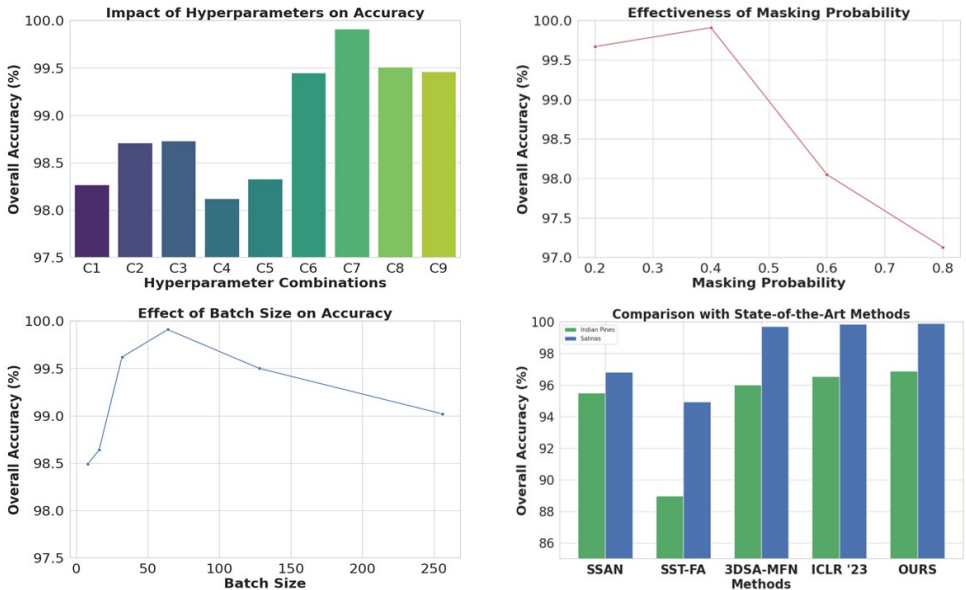 Impact of Hyperparameters on Accuracy
Overall Accuracy (%)
100.0
99.5
99.0
98.5
98.0
97.5
C1 C2 C3 C4 C5 C6 C7 C8 C9
Hyperparameter Combinations
Effectiveness of Masking Probability
Overall Accuracy (%)
100.0
99.5
99.0
98.5
98.0
97.5
97.0
0.2 0.3 0.4 0.5 0.6 0.7 0.8
Masking Probability
Effect of Batch Size on Accuracy
Overall Accuracy (%)
100.0
99.5
99.0
98.5
98.0
97.5
0 50 100 150 200 250
Batch Size
Comparison with State-of-the-Art Methods
Overall Accuracy (%)
100
98
96
94
92
90
88
86
Indian Pines
Salinas
SSAN SST-FA 3DSA-MFN ICLR '23 OURS
Methods